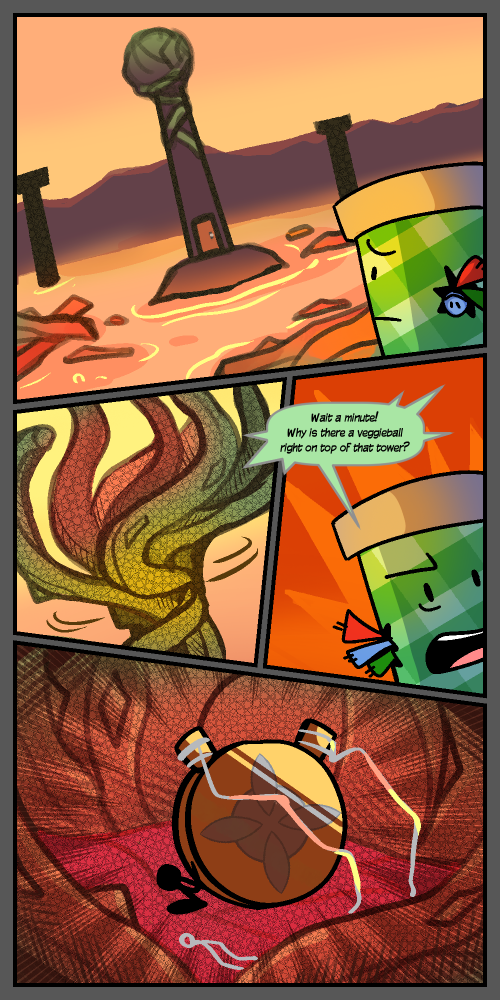 Wait a minute!
Why is there a veggieball
right on top of that tower?